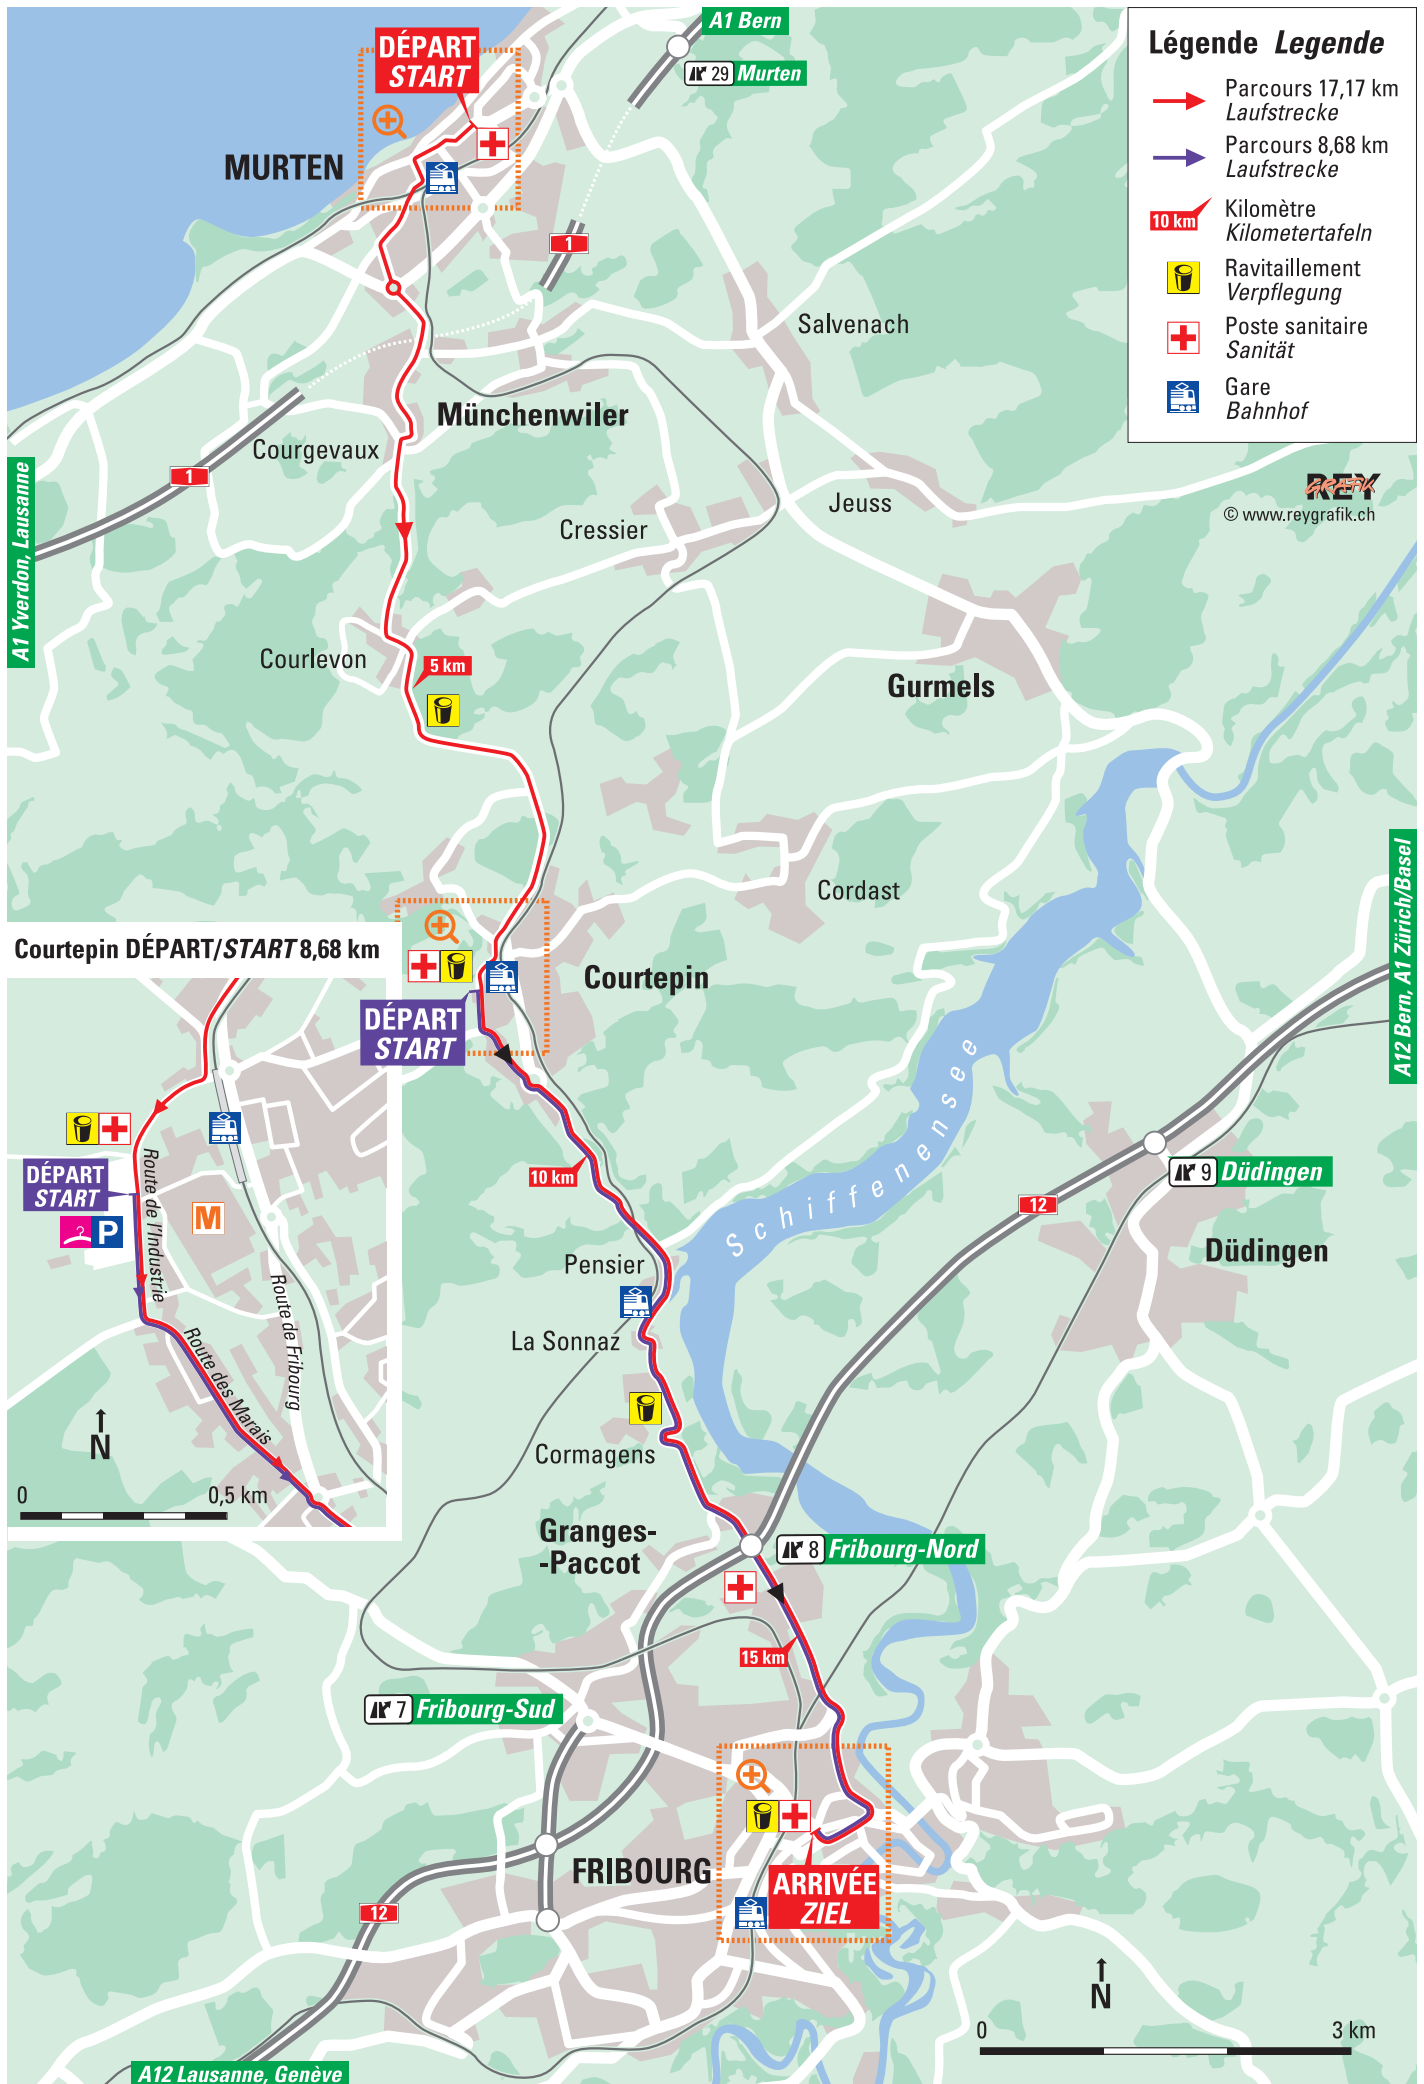 A1 Bern
DÉPART
START
29 Murten
MURTEN
1
Légende Legende
Parcours 17,17 km
Laufstrecke
Parcours 8,68 km
Laufstrecke
10 km
Kilomètre
Kilometertafeln
Ravitaillement
Verpflegung
Poste sanitaire
Sanität
Gare
Bahnhof
REY
GRAFIK
© www.reygrafik.ch
Salvenach
Münchenwiler
Courgevaux
1
A1 Yverdon, Lausanne
Jeuss
Cressier
Courlevon
5 km
Gurmels
Cordast
A12 Bern, A1 Zürich/Basel
Courtepin
DÉPART
START
Courtepin DÉPART/START 8,68 km
DÉPART
START
P
M
Route de l'Industrie
Route de Fribourg
Route des Marais
N
0 0,5 km
10 km
Schiffenensee
Pensier
La Sonnaz
Cormagens
9 Düdingen
12
Düdingen
Granges-
-Paccot
8 Fribourg-Nord
15 km
7 Fribourg-Sud
FRIBOURG
ARRIVÉE
ZIEL
12
N
0 3 km
A12 Lausanne, Genève